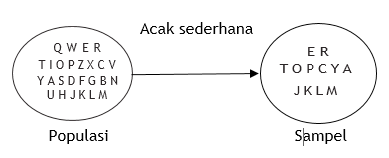 Acak sederhana
Q W E R
T I O P Z X C V
Y A S D F G B N
U H J K L M
E R
T O P C Y A
J K L M
Populasi
Sampel